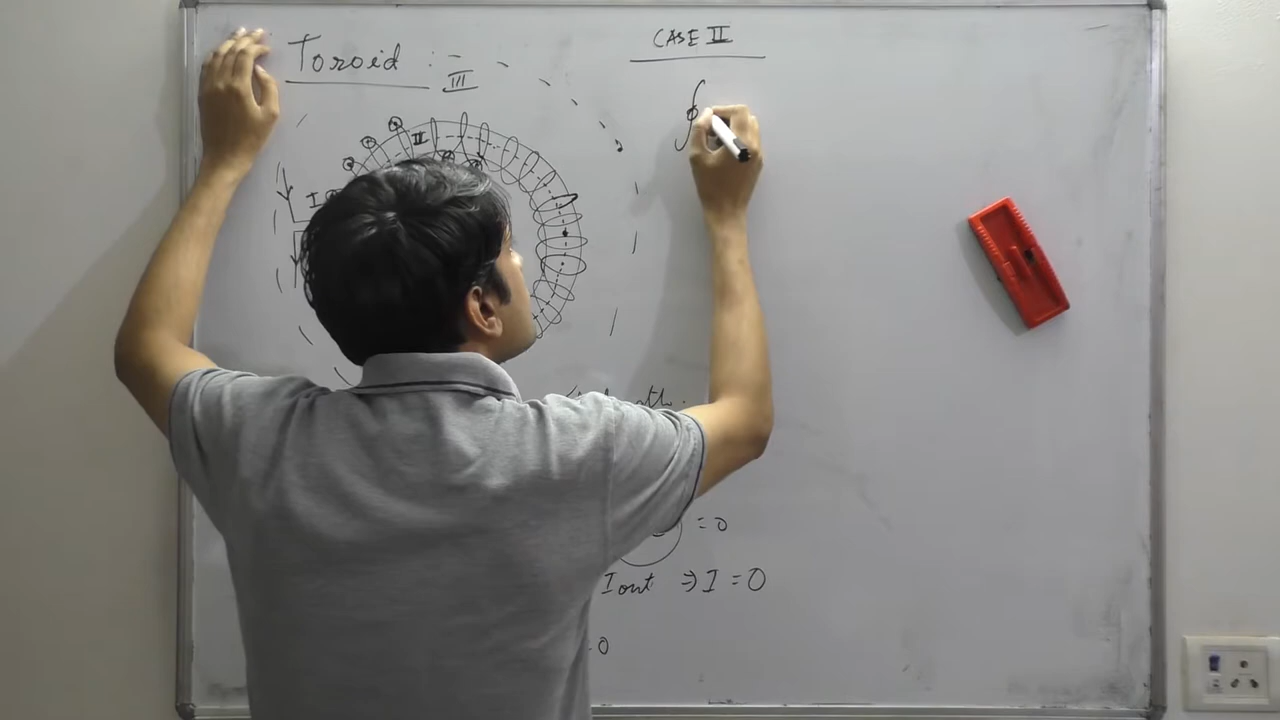 Toroid :-
III
II
I
CASE II
∮
= 0
I out ⇒ I = 0
= 0